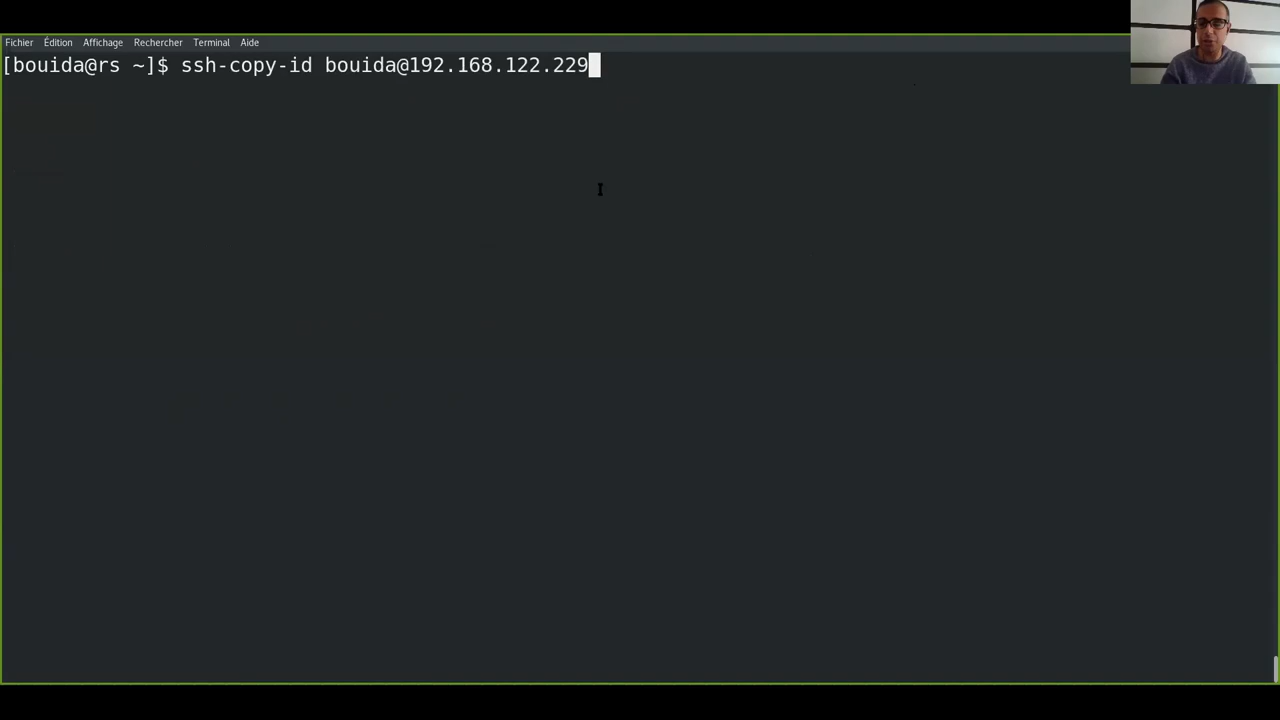 Fichier Édition Affichage Rechercher Terminal Aide
[bouida@rs ~]$ ssh-copy-id bouida@192.168.122.229